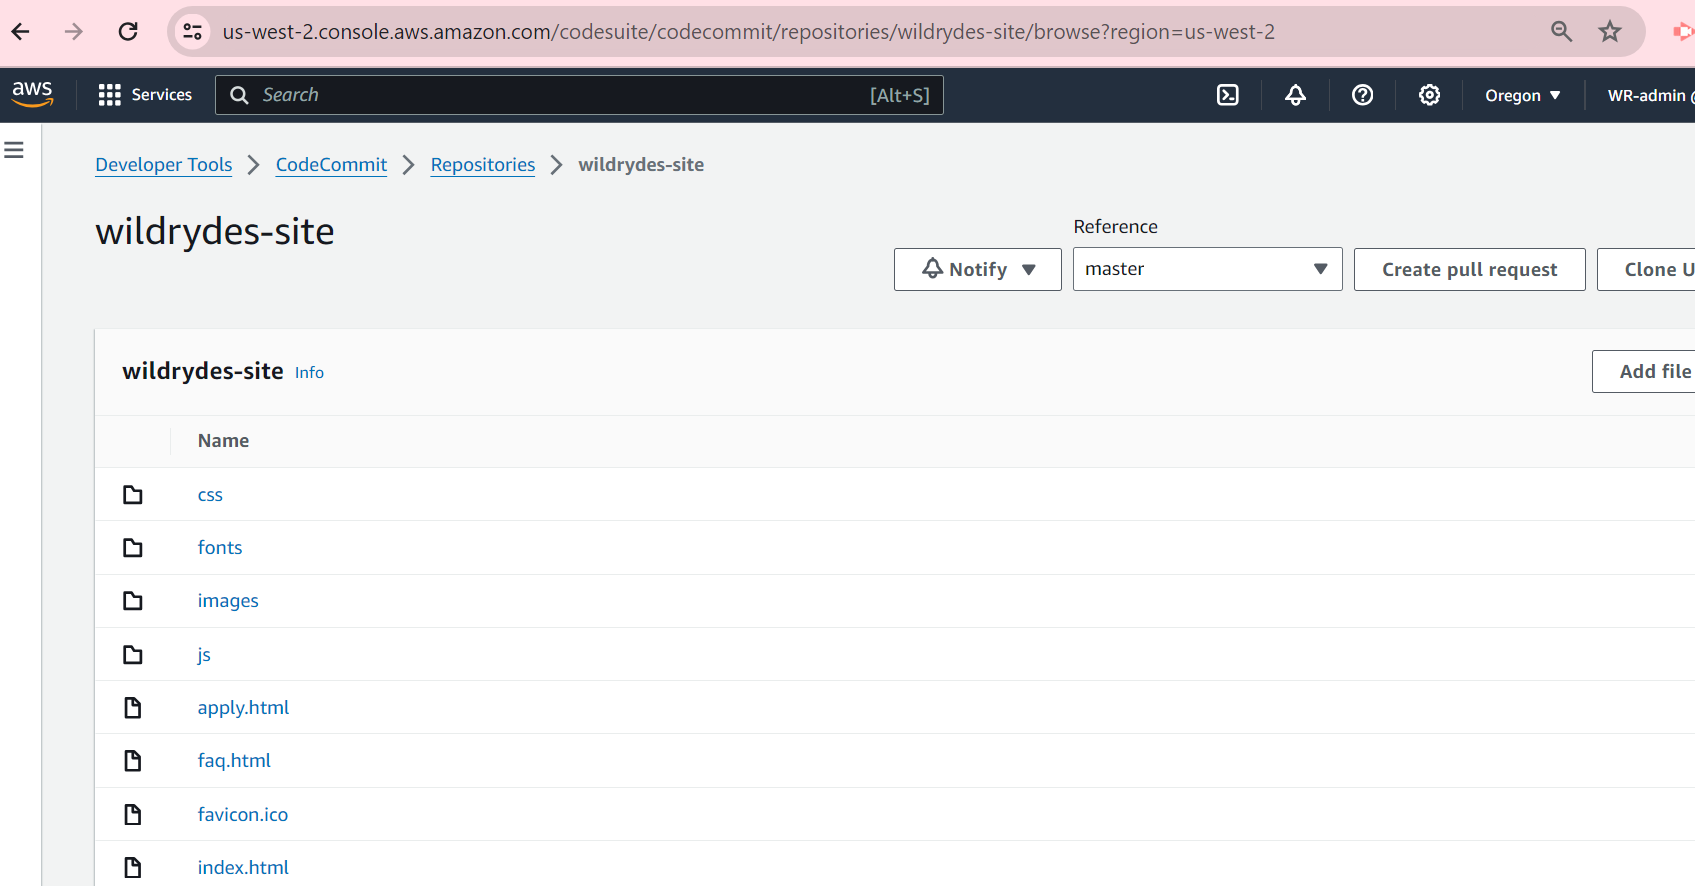 us-west-2.console.aws.amazon.com/codesuite/codecommit/repositories/wildrydes-site/browse?region=us-west-2
aws Services Search [Alt+S] Oregon WR-admin @
Developer Tools CodeCommit Repositories wildrydes-site
wildrydes-site
Reference
Notify master Create pull request Clone U
wildrydes-site Info Add file
Name
css
fonts
images
js
apply.html
faq.html
favicon.ico
index.html